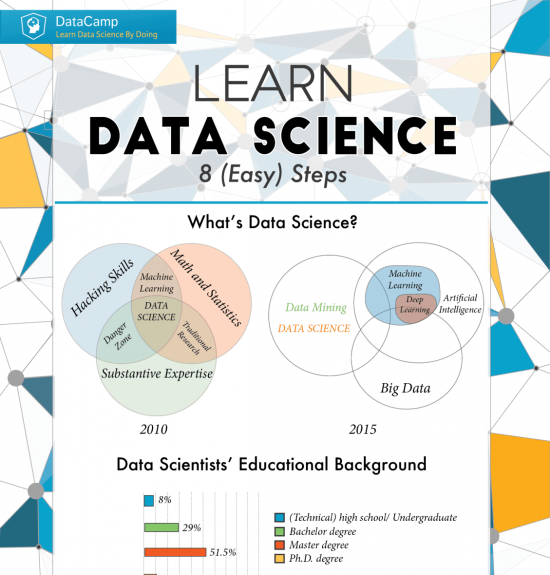 DataCamp
Learn Data Science By Doing
LEARN
DATA SCIENCE
8 (Easy) Steps
What's Data Science?
Hacking Skills
Math and Statistics
Machine
Learning
DATA
SCIENCE
Danger
Zone
Traditional
Research
Substantive Expertise
2010
Data Mining
DATA SCIENCE
Machine
Learning
Deep
Learning
Artificial
Intelligence
Big Data
2015
Data Scientists' Educational Background
8%
29%
51.5%
(Technical) high school/ Undergraduate
Bachelor degree
Master degree
Ph.D. degree